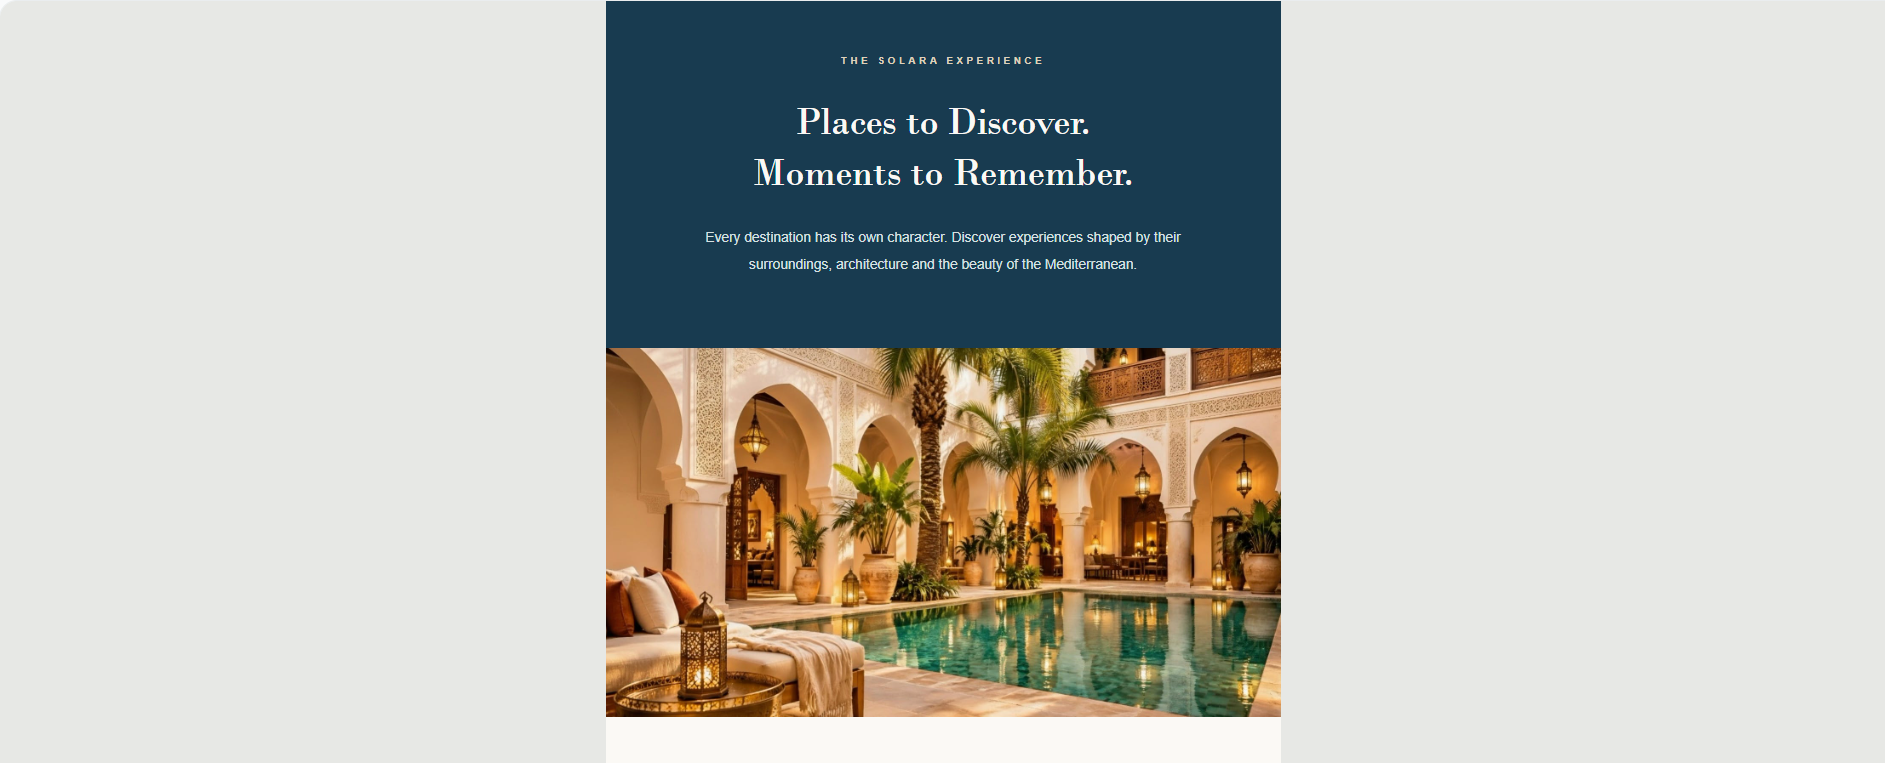 THE SOLARA EXPERIENCE
Places to Discover.
Moments to Remember.
Every destination has its own character. Discover experiences shaped by their
surroundings, architecture and the beauty of the Mediterranean.